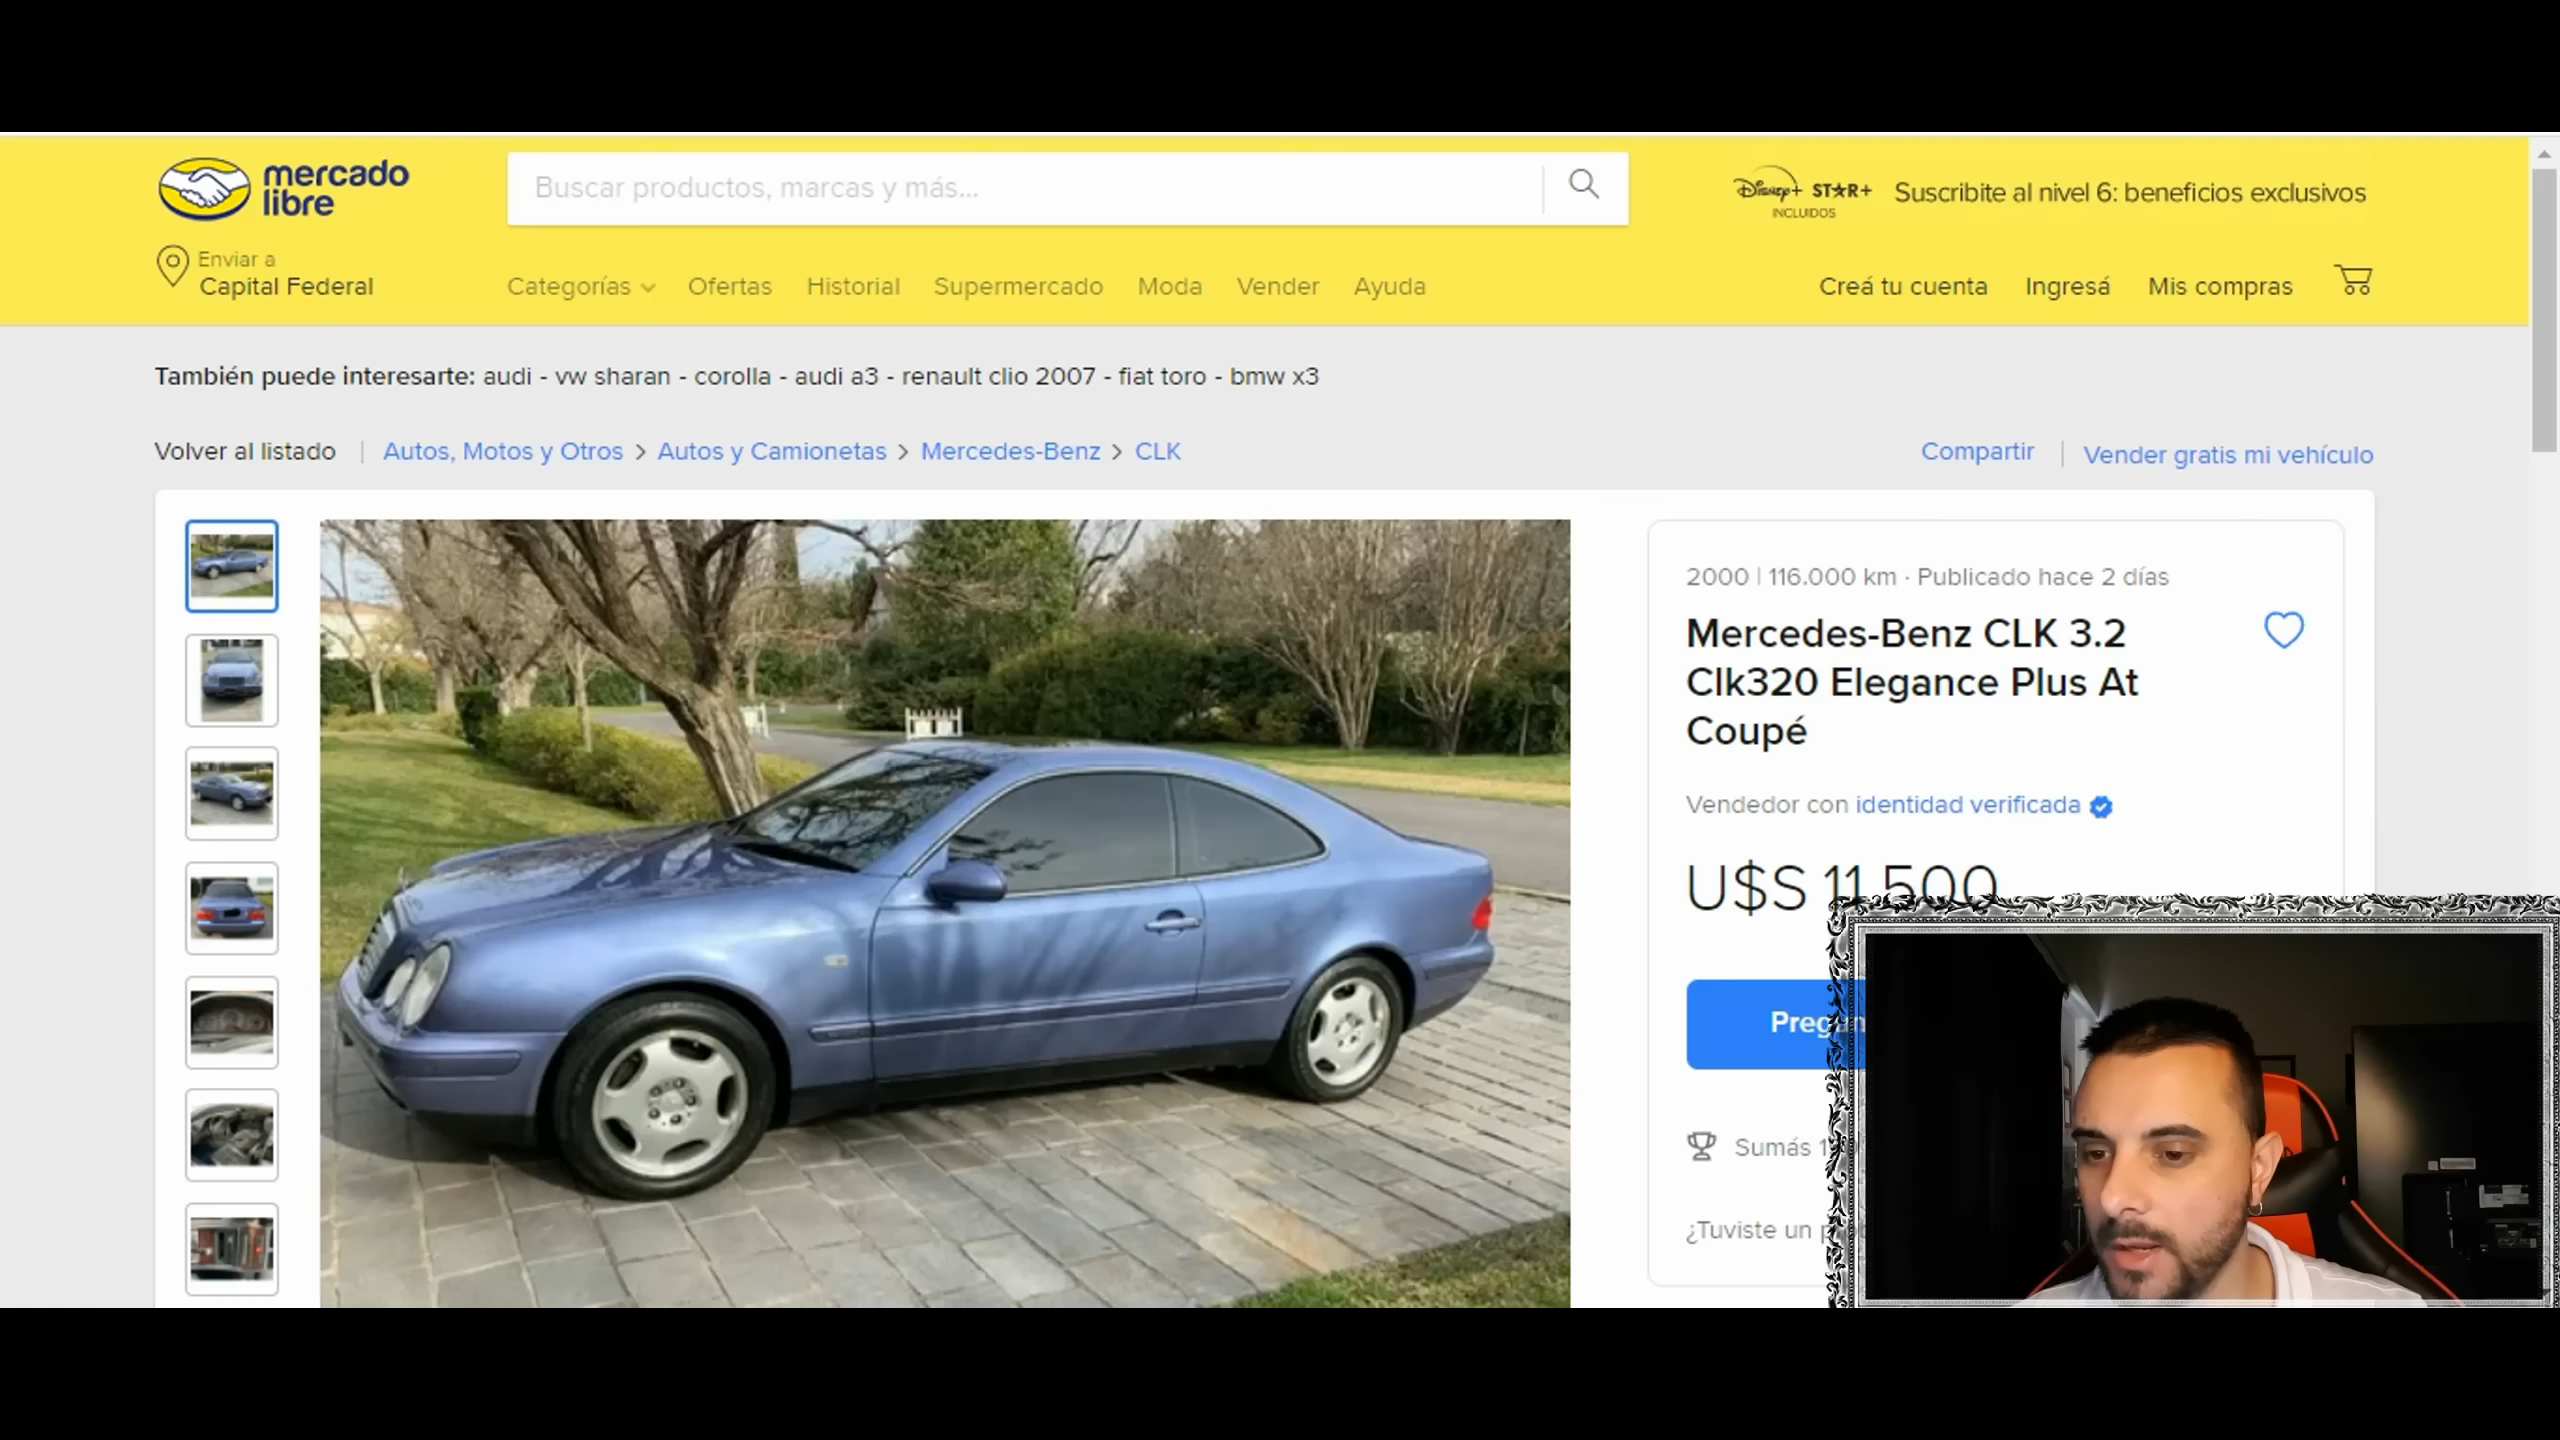 mercado
libre
Buscar productos, marcas y más...
Disney+ STAR+
INCLUIDOS
Suscribite al nivel 6: beneficios exclusivos
Enviar a
Capital Federal
Categorías Ofertas Historial Supermercado Moda Vender Ayuda
Creá tu cuenta Ingresá Mis compras
También puede interesarte: audi - vw sharan - corolla - audi a3 - renault clio 2007 - fiat toro - bmw x3
Volver al listado | Autos, Motos y Otros > Autos y Camionetas > Mercedes-Benz > CLK
Compartir | Vender gratis mi vehículo
2000 | 116.000 km · Publicado hace 2 días
Mercedes-Benz CLK 3.2
Clk320 Elegance Plus At
Coupé
Vendedor con identidad verificada
U$S 11.500
Sumás
¿Tuviste un